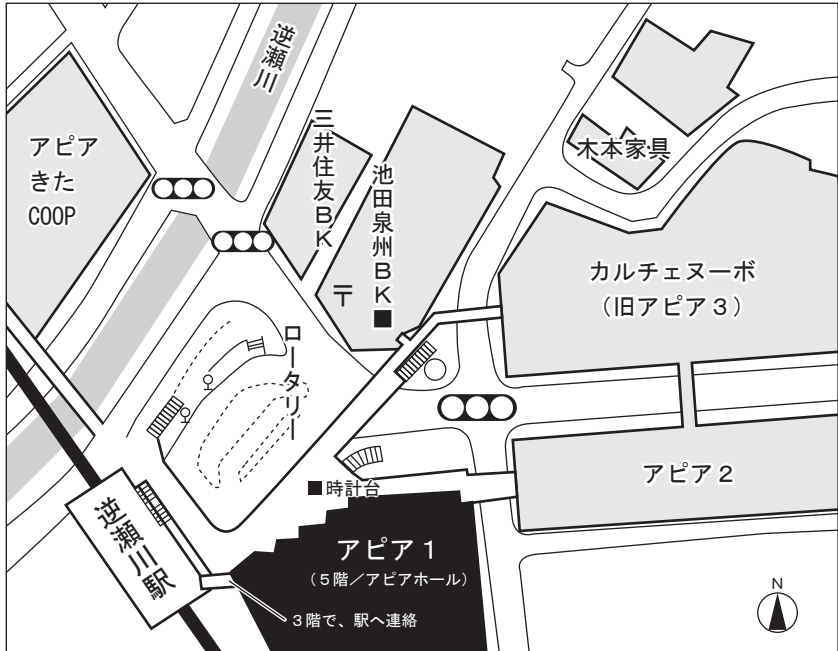 逆瀬川
アピア
きた
COOP
三井住友BK
池田泉州BK
〒
木本家具
カルチェヌーボ
(旧アピア3)
ロータリー
アピア2
時計台
逆瀬川駅
アピア1
(5階/アピアホール)
3階で、駅へ連絡
N